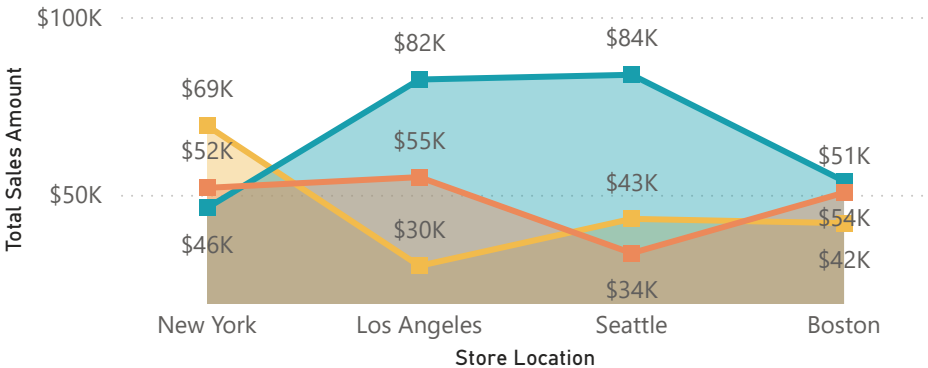 $100K
$82K
$84K
$69K
$52K
$55K
$51K
$43K
$50K
$54K
$46K
$30K
$42K
$34K
Total Sales Amount
New York Los Angeles Seattle Boston
Store Location